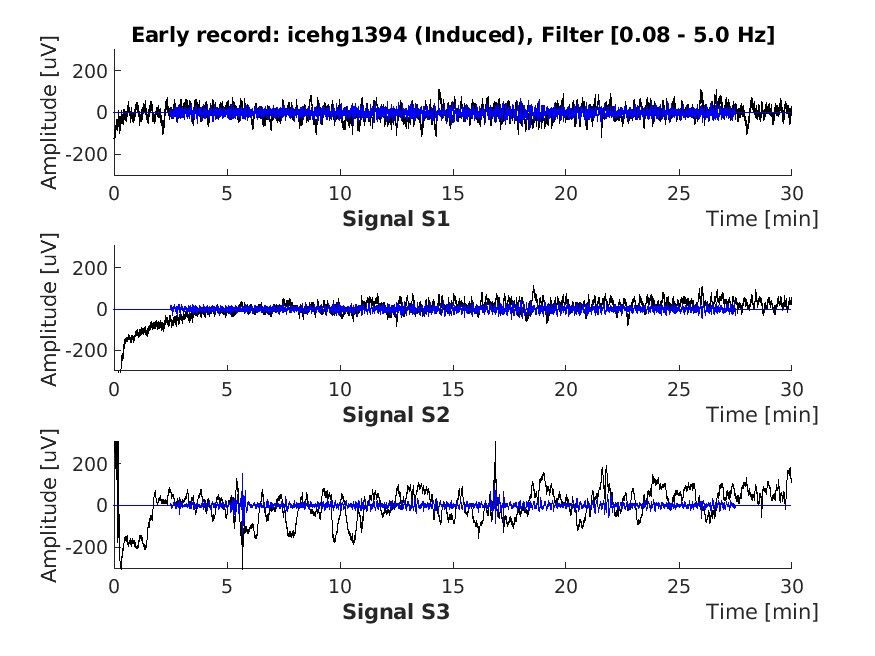 Early record: icehg1394 (Induced), Filter [0.08 - 5.0 Hz]
Amplitude [uV]
200
0
-200
0 5 10 15 20 25 30
Signal S1 Time [min]
Amplitude [uV]
200
0
-200
0 5 10 15 20 25 30
Signal S2 Time [min]
Amplitude [uV]
200
0
-200
0 5 10 15 20 25 30
Signal S3 Time [min]